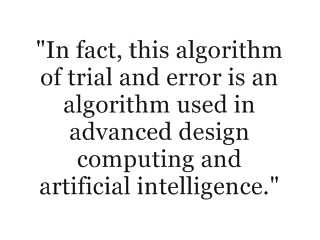 "In fact, this algorithm
of trial and error is an
algorithm used in
advanced design
computing and
artificial intelligence."